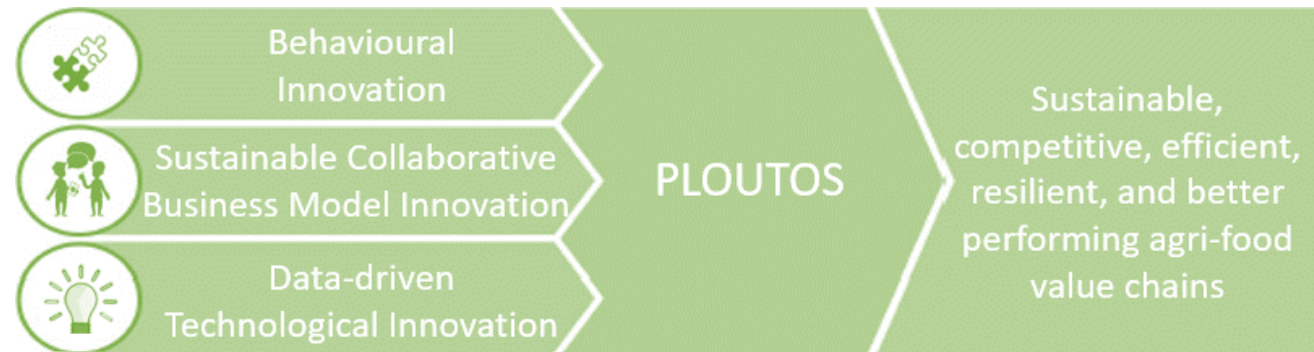 Behavioural
Innovation
Sustainable Collaborative
Business Model Innovation
Data-driven
Technological Innovation
PLOUTOS
Sustainable,
competitive, efficient,
resilient, and better
performing agri-food
value chains